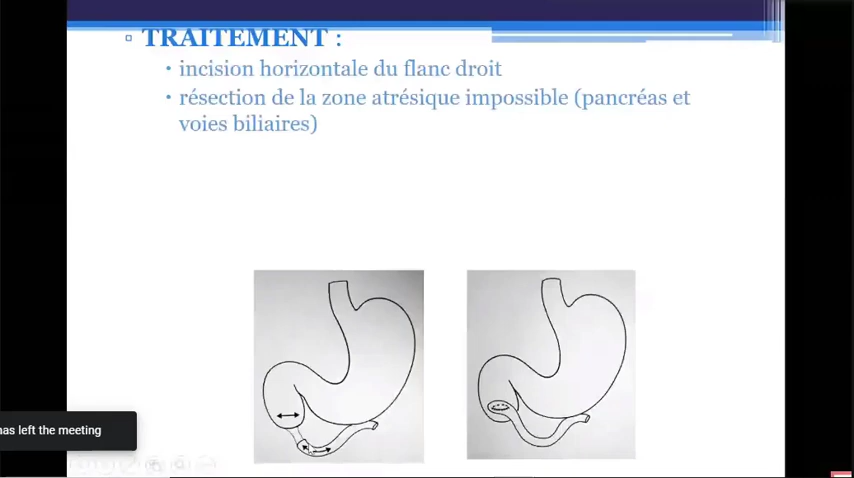 TRAITEMENT :
incision horizontale du flanc droit
résection de la zone atrésique impossible (pancréas et
voies biliaires)
has left the meeting